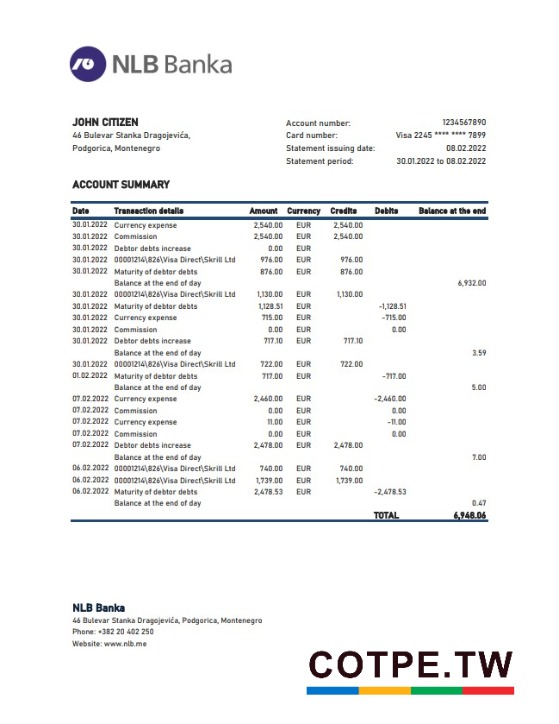 NLB Banka
JOHN CITIZEN
46 Bulevar Stanka Dragojevića,
Podgorica, Montenegro
Account number: 1234567890
Card number: Visa 2245 **** **** 7899
Statement issuing date: 08.02.2022
Statement period: 30.01.2022 to 08.02.2022
ACCOUNT SUMMARY
Date Transaction details Amount Currency Credits Debits Balance at the end
30.01.2022 Currency expense 2,540.00 EUR 2,540.00
30.01.2022 Commission 2,540.00 EUR 2,540.00
30.01.2022 Debtor debts increase 0.00 EUR
30.01.2022 00001214\826\Visa Direct\Skrill Ltd 976.00 EUR 976.00
30.01.2022 Maturity of debtor debts 876.00 EUR 876.00
Balance at the end of day 6,932.00
30.01.2022 00001214\826\Visa Direct\Skrill Ltd 1,130.00 EUR 1,130.00
30.01.2022 Maturity of debtor debts 1,128.51 EUR -1,128.51
30.01.2022 Currency expense 715.00 EUR -715.00
30.01.2022 Commission 0.00 EUR 0.00
30.01.2022 Debtor debts increase 717.10 EUR 717.10
Balance at the end of day 3.59
30.01.2022 00001214\826\Visa Direct\Skrill Ltd 722.00 EUR 722.00
01.02.2022 Maturity of debtor debts 717.00 EUR -717.00
Balance at the end of day 5.00
07.02.2022 Currency expense 2,460.00 EUR -2,460.00
07.02.2022 Commission 0.00 EUR 0.00
07.02.2022 Currency expense 11.00 EUR -11.00
07.02.2022 Commission 0.00 EUR 0.00
07.02.2022 Debtor debts increase 2,478.00 EUR 2,478.00
Balance at the end of day 7.00
06.02.2022 00001214\826\Visa Direct\Skrill Ltd 740.00 EUR 740.00
06.02.2022 00001214\826\Visa Direct\Skrill Ltd 1,739.00 EUR 1,739.00
06.02.2022 Maturity of debtor debts 2,478.53 EUR -2,478.53
Balance at the end of day 0.47
TOTAL 6,948.06
NLB Banka
46 Bulevar Stanka Dragojevića, Podgorica, Montenegro
Phone: +382 20 402 250
Website: www.nlb.me
COTPE.TW